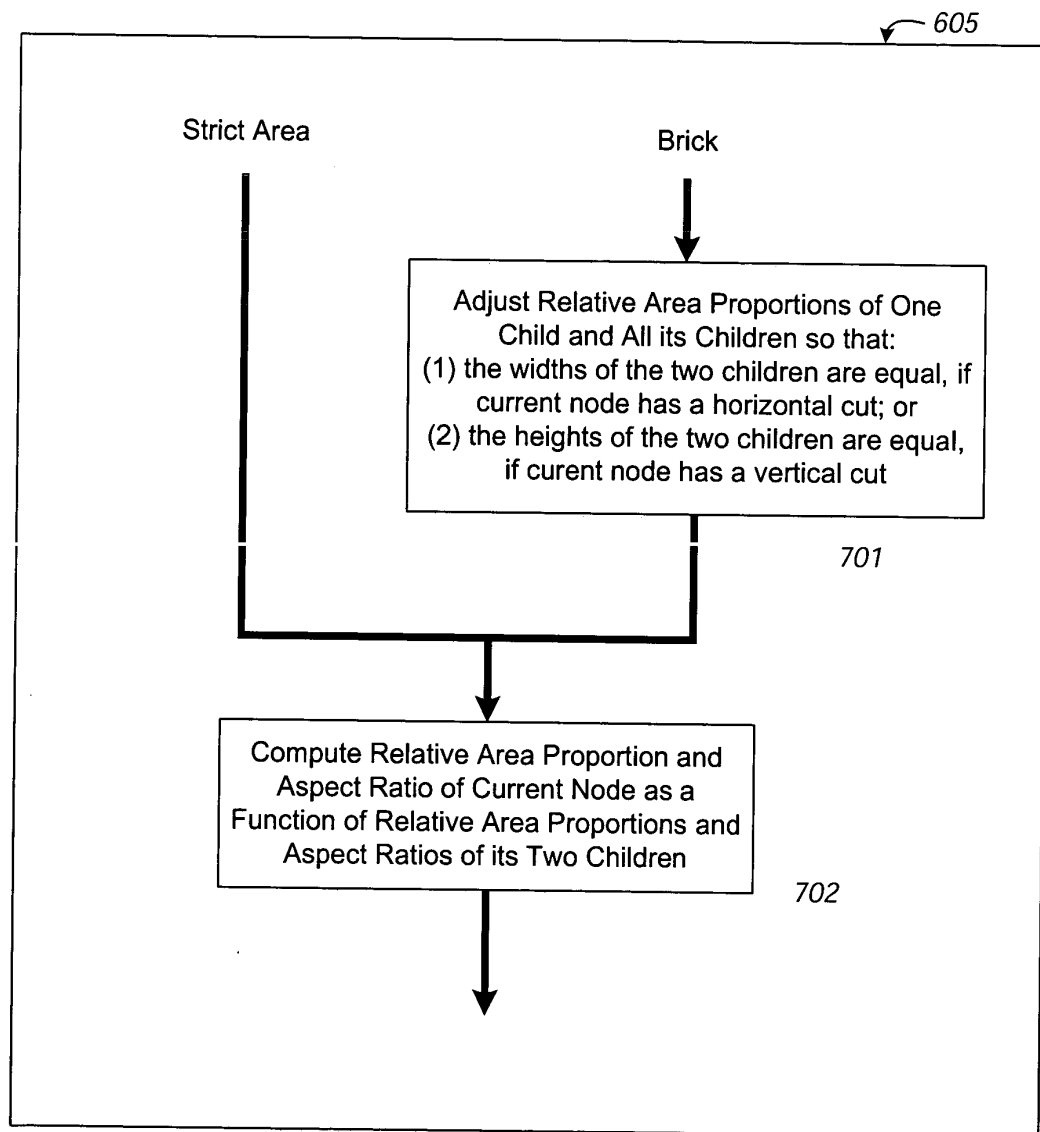 605
Strict Area
Brick
Adjust Relative Area Proportions of One
Child and All its Children so that:
(1) the widths of the two children are equal, if
current node has a horizontal cut; or
(2) the heights of the two children are equal,
if curent node has a vertical cut
701
Compute Relative Area Proportion and
Aspect Ratio of Current Node as a
Function of Relative Area Proportions and
Aspect Ratios of its Two Children
702